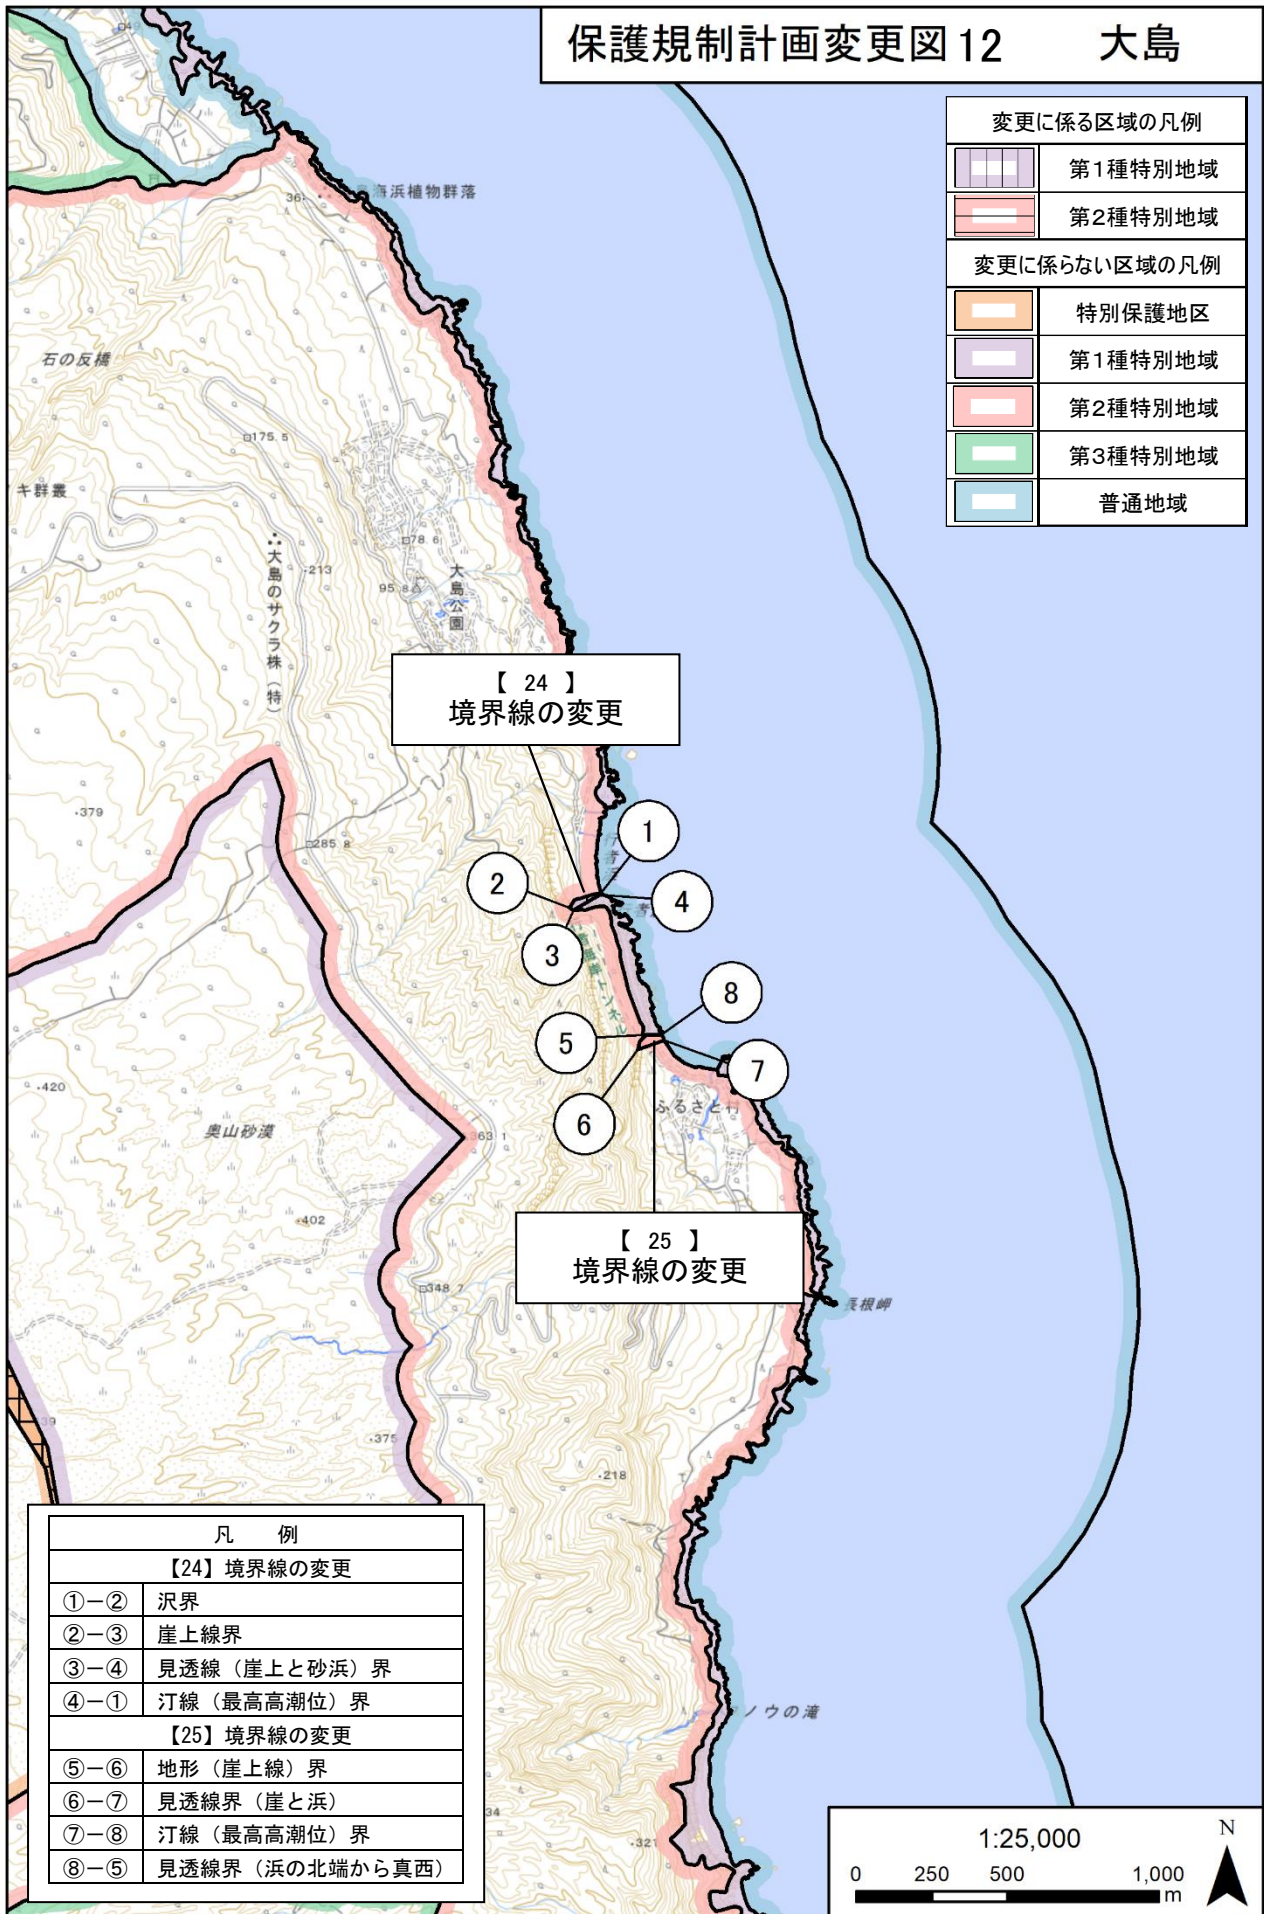 保護規制計画変更図12 大島
変更に係る区域の凡例
第1種特別地域
第2種特別地域
変更に係らない区域の凡例
特別保護地区
第1種特別地域
第2種特別地域
第3種特別地域
普通地域
海浜植物群落
石の反橋
175.5
キ群叢
78.6
大島のサクラ株(特)
213
95.8
大島公園
300
【 24 】
境界線の変更
379
285.8
1
2
4
3
8
5
7
6
行者浜
トンネル
ふるさと村
420
奥山砂漠
363.1
402
【 25 】
境界線の変更
348.7
長根岬
375
218
ノウの滝
321
凡 例
【24】境界線の変更
①－② 沢界
②－③ 崖上線界
③－④ 見透線（崖上と砂浜）界
④－① 汀線（最高高潮位）界
【25】境界線の変更
⑤－⑥ 地形（崖上線）界
⑥－⑦ 見透線界（崖と浜）
⑦－⑧ 汀線（最高高潮位）界
⑧－⑤ 見透線界（浜の北端から真西）
1:25,000
N
0 250 500 1,000
m